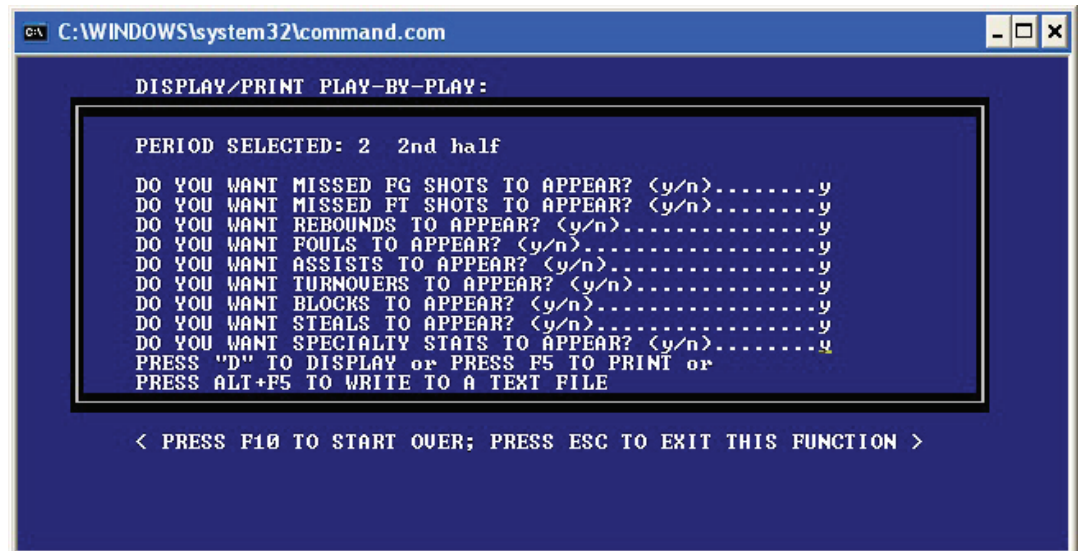 C:\WINDOWS\system32\command.com
DISPLAY/PRINT PLAY-BY-PLAY:
PERIOD SELECTED: 2  2nd half
DO YOU WANT MISSED FG SHOTS TO APPEAR? (y/n)........y
DO YOU WANT MISSED FT SHOTS TO APPEAR? (y/n)........y
DO YOU WANT REBOUNDS TO APPEAR? (y/n)...............y
DO YOU WANT FOULS TO APPEAR? (y/n)..................y
DO YOU WANT ASSISTS TO APPEAR? (y/n)................y
DO YOU WANT TURNOVERS TO APPEAR? (y/n)..............y
DO YOU WANT BLOCKS TO APPEAR? (y/n).................y
DO YOU WANT STEALS TO APPEAR? (y/n).................y
DO YOU WANT SPECIALTY STATS TO APPEAR? (y/n)........y
PRESS "D" TO DISPLAY or PRESS F5 TO PRINT or
PRESS ALT+F5 TO WRITE TO A TEXT FILE
< PRESS F10 TO START OVER; PRESS ESC TO EXIT THIS FUNCTION >